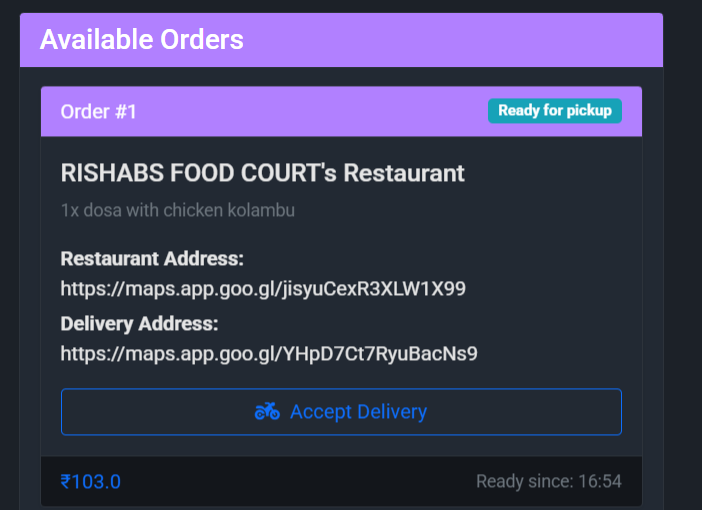 Available Orders
Order #1
Ready for pickup
RISHABS FOOD COURT's Restaurant
1x dosa with chicken kolambu
Restaurant Address:
https://maps.app.goo.gl/jisyuCexR3XLW1X99
Delivery Address:
https://maps.app.goo.gl/YHpD7Ct7RyuBacNs9
Accept Delivery
₹103.0
Ready since: 16:54